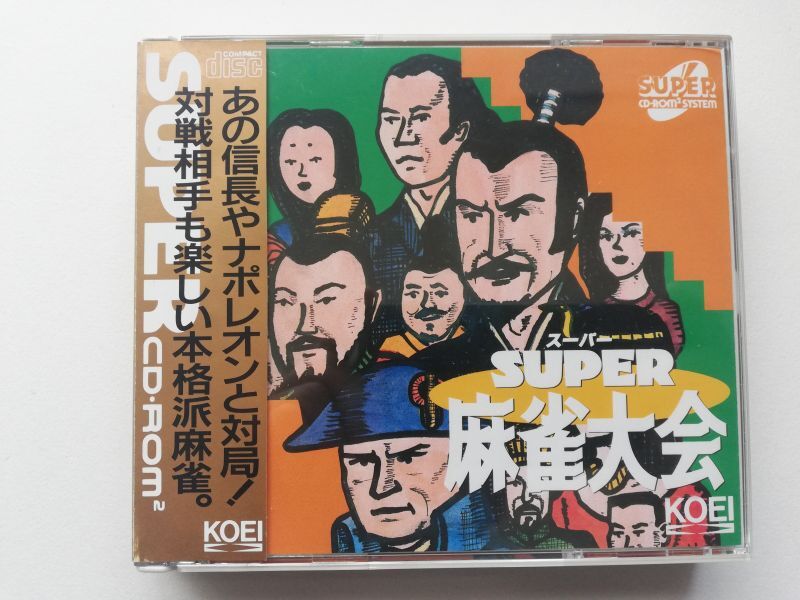 COMPACT
disc
SUPER CD-ROM²
あの信長やナポレオンと対局!
対戦相手も楽しい本格派麻雀。
KOEI
SUPER
CD-ROM² SYSTEM
スーパー
SUPER
麻雀大会
KOEI